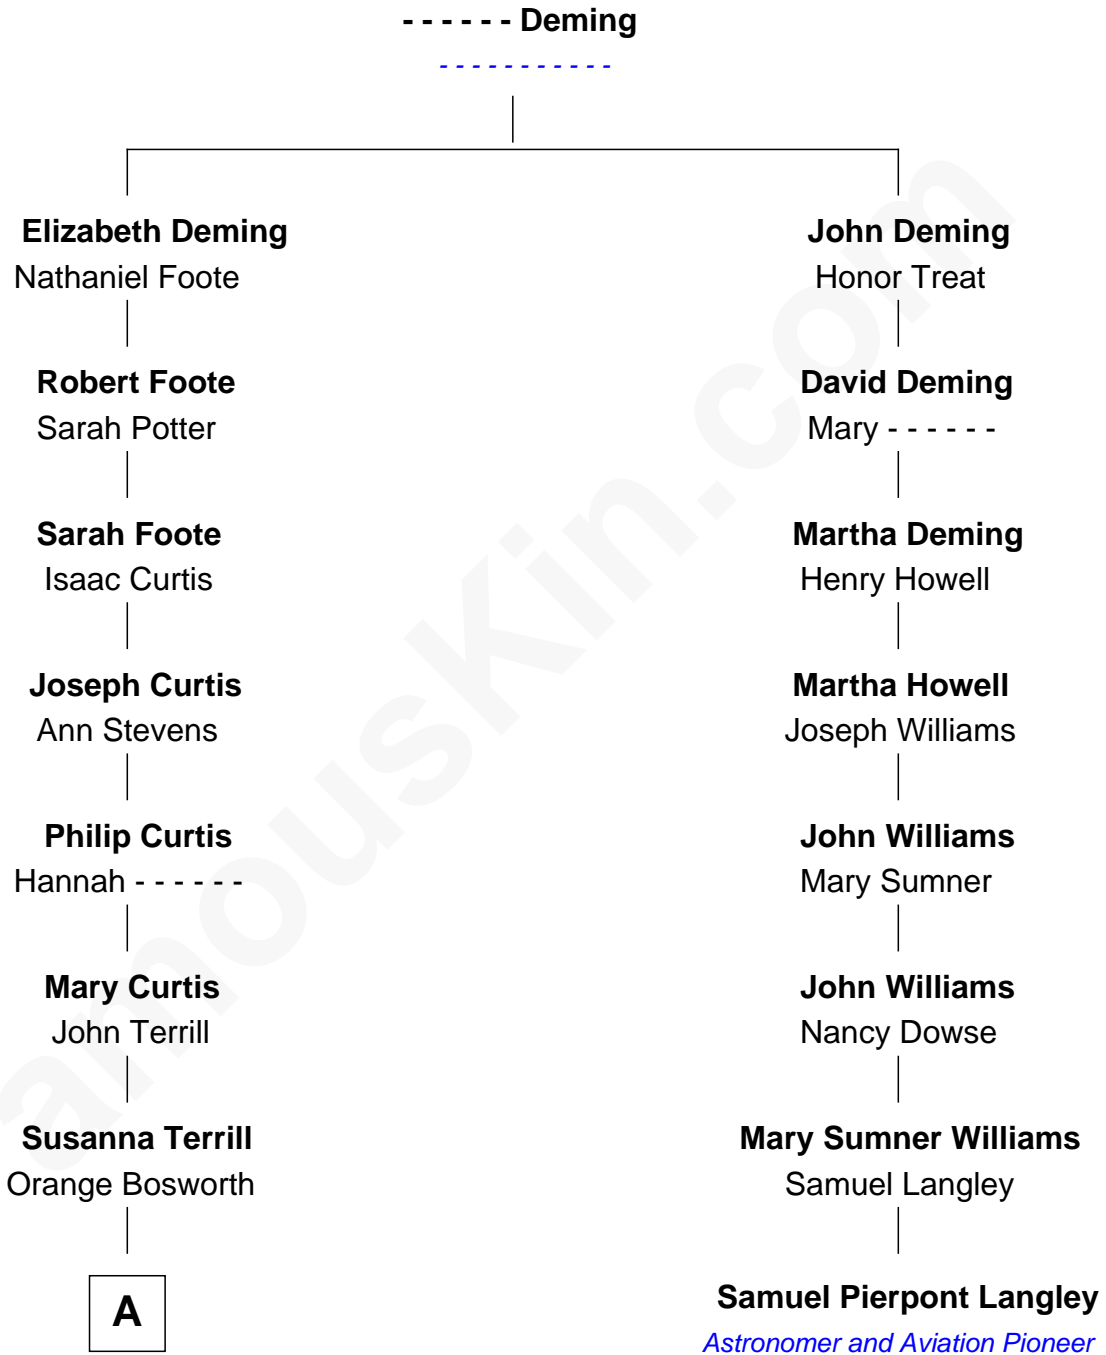 - - - - - - Deming
- - - - - - - - - - -
Elizabeth Deming
Nathaniel Foote
John Deming
Honor Treat
Robert Foote
Sarah Potter
David Deming
Mary - - - - - -
Sarah Foote
Isaac Curtis
Martha Deming
Henry Howell
Joseph Curtis
Ann Stevens
Martha Howell
Joseph Williams
Philip Curtis
Hannah - - - - - -
John Williams
Mary Sumner
Mary Curtis
John Terrill
John Williams
Nancy Dowse
Susanna Terrill
Orange Bosworth
Mary Sumner Williams
Samuel Langley
A
Samuel Pierpont Langley
Astronomer and Aviation Pioneer
amousKin.com